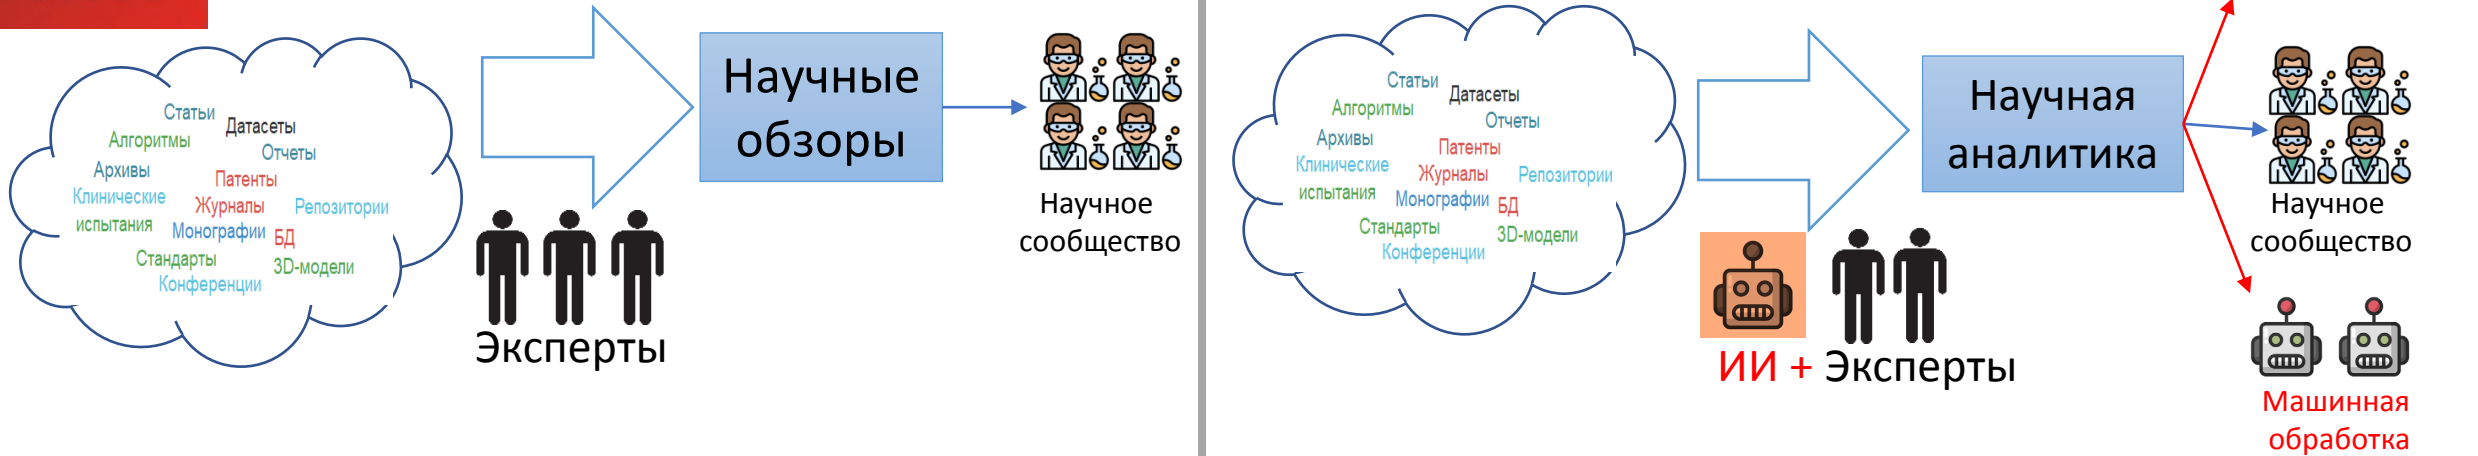 Статьи
Датасеты
Алгоритмы
Отчеты
Архивы
Патенты
Клинические
испытания
Журналы
Репозитории
Монографии
БД
Стандарты
3D-модели
Конференции
Эксперты
Научные
обзоры
Научное
сообщество
Статьи
Датасеты
Алгоритмы
Отчеты
Архивы
Патенты
Клинические
испытания
Журналы
Репозитории
Монографии
БД
Стандарты
3D-модели
Конференции
ИИ + Эксперты
Научная
аналитика
Научное
сообщество
Машинная
обработка